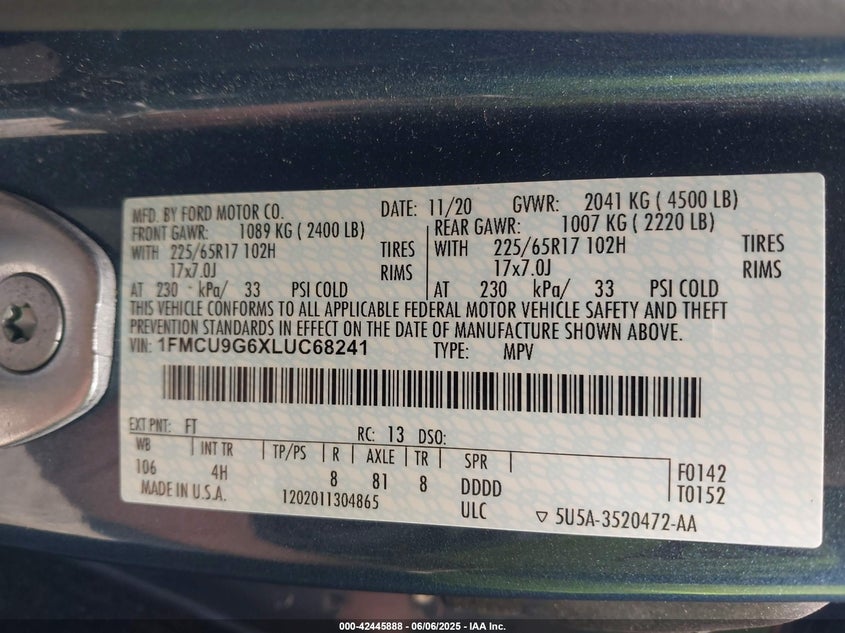 MFD. BY FORD MOTOR CO. DATE: 11/20 GVWR: 2041 KG ( 4500 LB)
FRONT GAWR: 1089 KG ( 2400 LB) REAR GAWR: 1007 KG ( 2220 LB)
WITH 225/65R17 102H TIRES WITH 225/65R17 102H TIRES
17x7.0J RIMS 17x7.0J RIMS
AT 230 kPa/ 33 PSI COLD AT 230 kPa/ 33 PSI COLD
THIS VEHICLE CONFORMS TO ALL APPLICABLE FEDERAL MOTOR VEHICLE SAFETY AND THEFT
PREVENTION STANDARDS IN EFFECT ON THE DATE OF MANUFACTURE SHOWN ABOVE.
VIN: 1FMCU9G6XLUC68241 TYPE: MPV
EXT PNT: FT RC: 13 DSO:
WB INT TR TP/PS R AXLE TR SPR
106 4H 8 81 8 DDDD F0142
MADE IN U.S.A. 1202011304865 ULC T0152
5U5A-3520472-AA
000-42445888 - 06/06/2025 - IAA Inc.